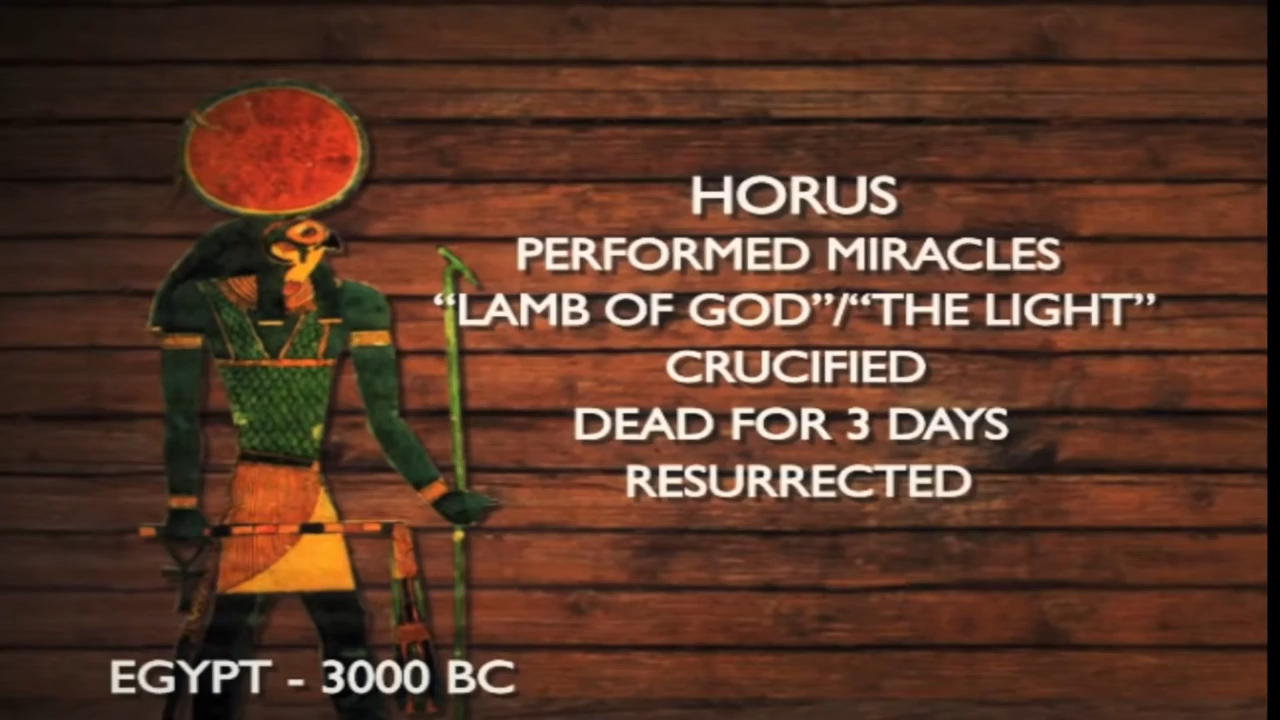 HORUS
PERFORMED MIRACLES
“LAMB OF GOD”/“THE LIGHT”
CRUCIFIED
DEAD FOR 3 DAYS
RESURRECTED
EGYPT - 3000 BC